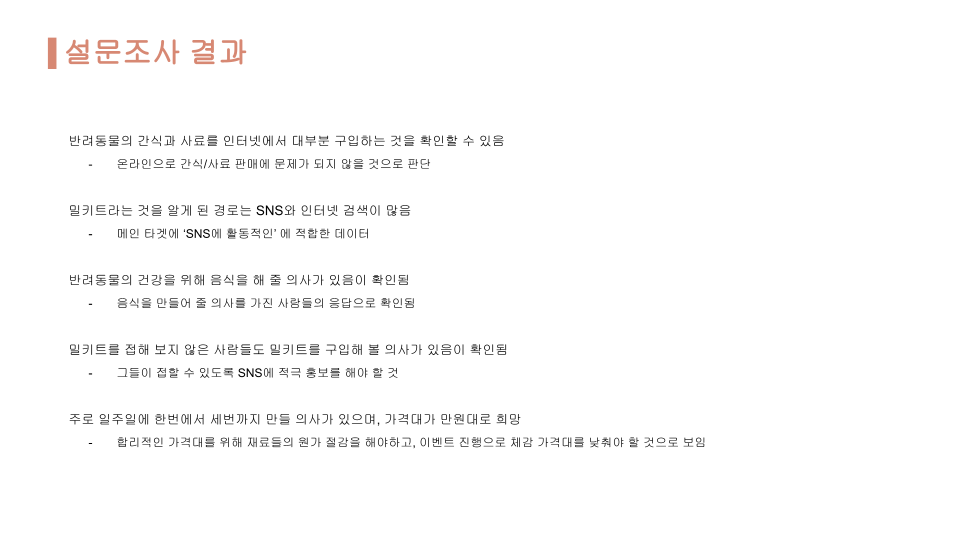 설문조사 결과
반려동물의 간식과 사료를 인터넷에서 대부분 구입하는 것을 확인할 수 있음
- 온라인으로 간식/사료 판매에 문제가 되지 않을 것으로 판단
밀키트라는 것을 알게 된 경로는 SNS와 인터넷 검색이 많음
- 메인 타겟에 ‘SNS에 활동적인’ 에 적합한 데이터
반려동물의 건강을 위해 음식을 해 줄 의사가 있음이 확인됨
- 음식을 만들어 줄 의사를 가진 사람들의 응답으로 확인됨
밀키트를 접해 보지 않은 사람들도 밀키트를 구입해 볼 의사가 있음이 확인됨
- 그들이 접할 수 있도록 SNS에 적극 홍보를 해야 할 것
주로 일주일에 한번에서 세번까지 만들 의사가 있으며, 가격대가 만원대로 희망
- 합리적인 가격대를 위해 재료들의 원가 절감을 해야하고, 이벤트 진행으로 체감 가격대를 낮춰야 할 것으로 보임